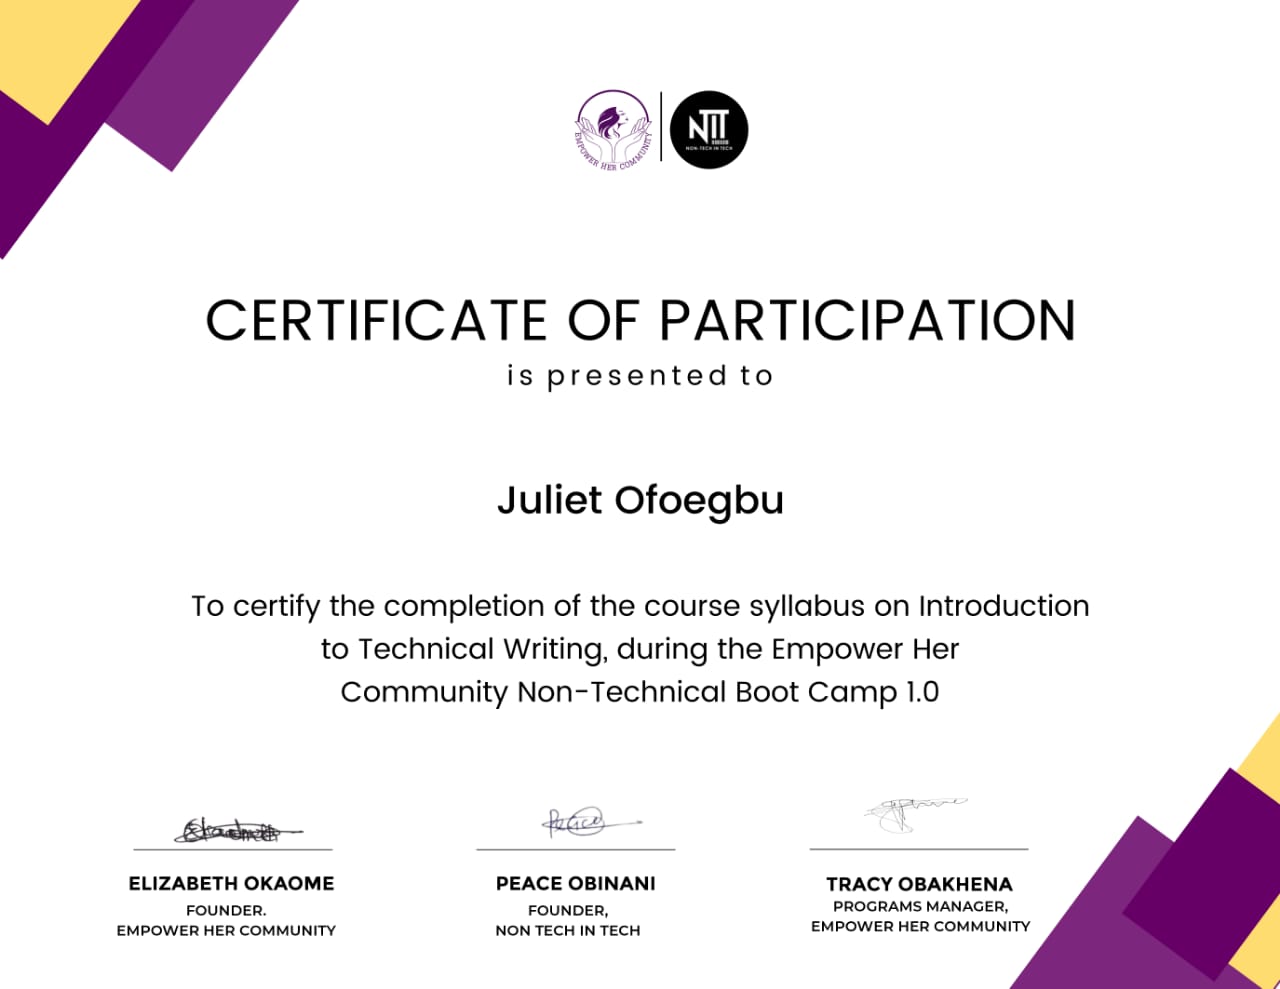 EMPOWER HER COMMUNITY
NTIT
NON-TECH IN TECH
CERTIFICATE OF PARTICIPATION
is presented to
Juliet Ofoegbu
To certify the completion of the course syllabus on Introduction
to Technical Writing, during the Empower Her
Community Non-Technical Boot Camp 1.0
Peace
ELIZABETH OKAOME
FOUNDER.
EMPOWER HER COMMUNITY
PEACE OBINANI
FOUNDER,
NON TECH IN TECH
TRACY OBAKHENA
PROGRAMS MANAGER,
EMPOWER HER COMMUNITY